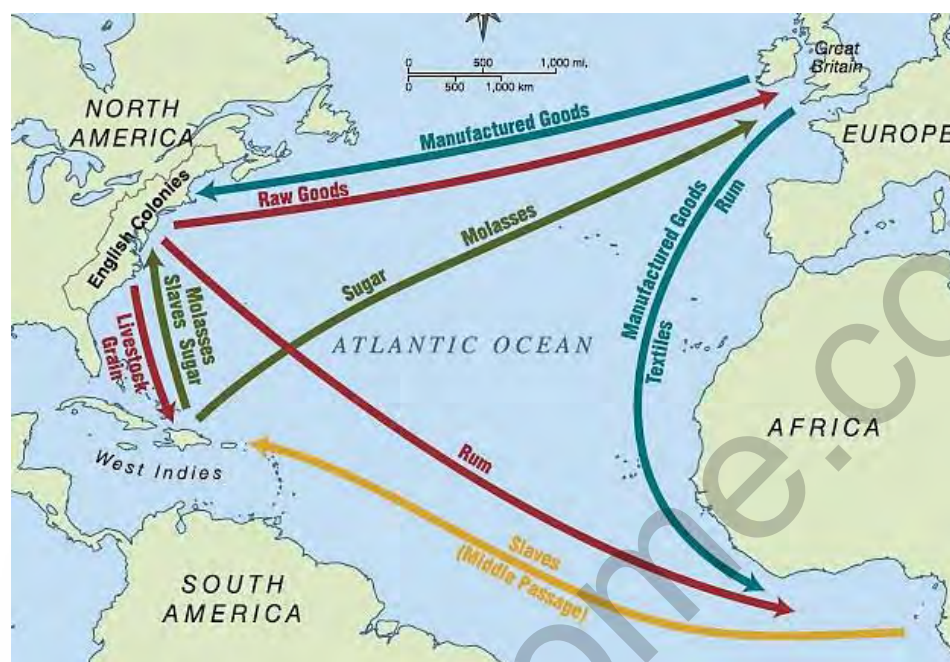 Great
Britain
0 500 1,000 mi.
0 500 1,000 km
NORTH
AMERICA
EUROPE
Manufactured Goods
Raw Goods
English Colonies
Molasses
Sugar
Manufactured Goods
Rum
Textiles
Molasses
Slaves Sugar
Livestock
Grain
ATLANTIC OCEAN
AFRICA
West Indies
Rum
Slaves
(Middle Passage)
SOUTH
AMERICA
ome.co